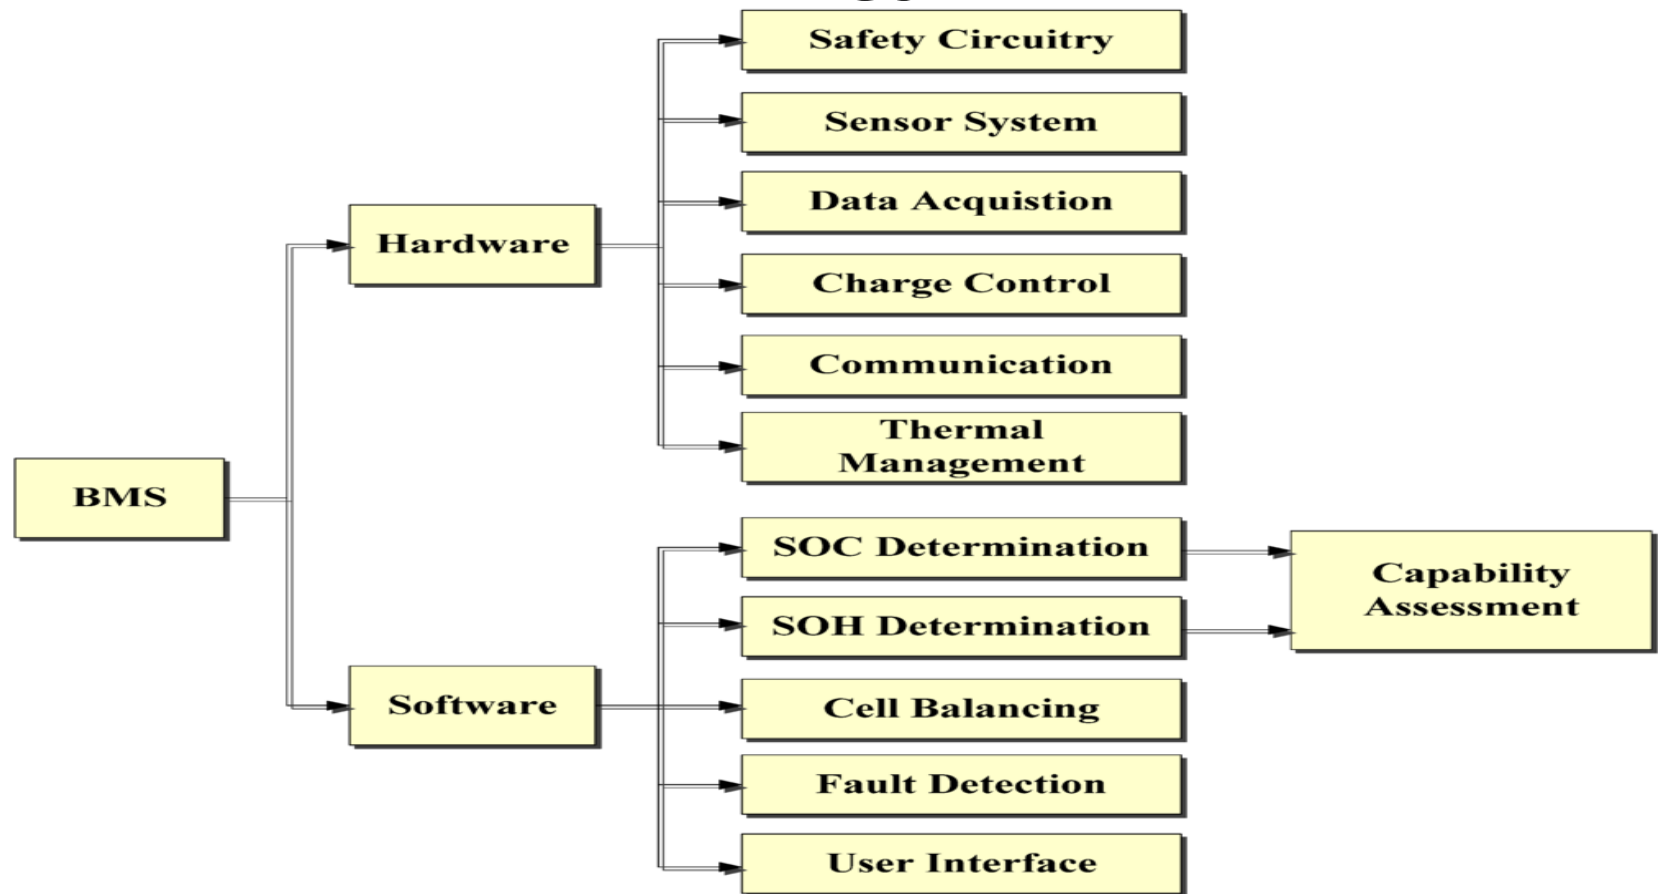 Safety Circuitry
Sensor System
Data Acquistion
Hardware
Charge Control
Communication
Thermal
Management
BMS
SOC Determination
Capability
Assessment
SOH Determination
Software
Cell Balancing
Fault Detection
User Interface